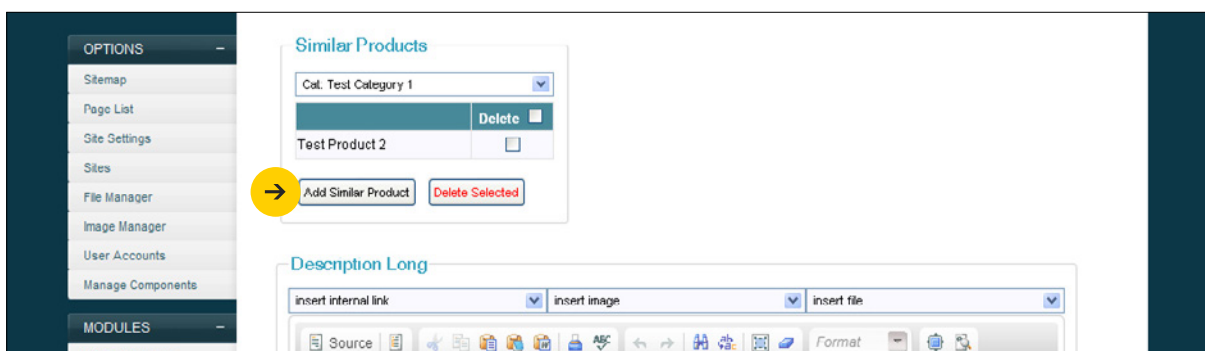 OPTIONS –
Sitemap
Page List
Site Settings
Sites
File Manager
Image Manager
User Accounts
Manage Components
MODULES –
Similar Products
Cat. Test Category 1
Delete
Test Product 2
Add Similar Product Delete Selected
Description Long
insert internal link insert image insert file
Source ABC Format